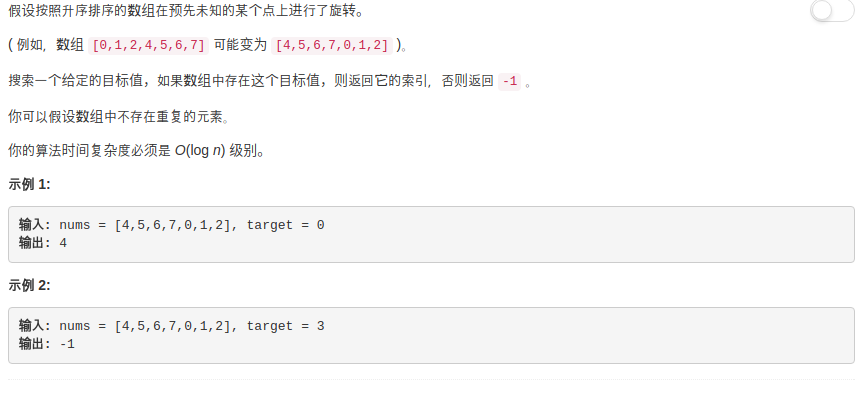 假设按照升序排序的数组在预先未知的某个点上进行了旋转。
( 例如，数组 [0,1,2,4,5,6,7] 可能变为 [4,5,6,7,0,1,2] )。
搜索一个给定的目标值，如果数组中存在这个目标值，则返回它的索引，否则返回 -1 。
你可以假设数组中不存在重复的元素。
你的算法时间复杂度必须是 O(log n) 级别。
示例 1:
输入: nums = [4,5,6,7,0,1,2], target = 0
输出: 4
示例 2:
输入: nums = [4,5,6,7,0,1,2], target = 3
输出: -1